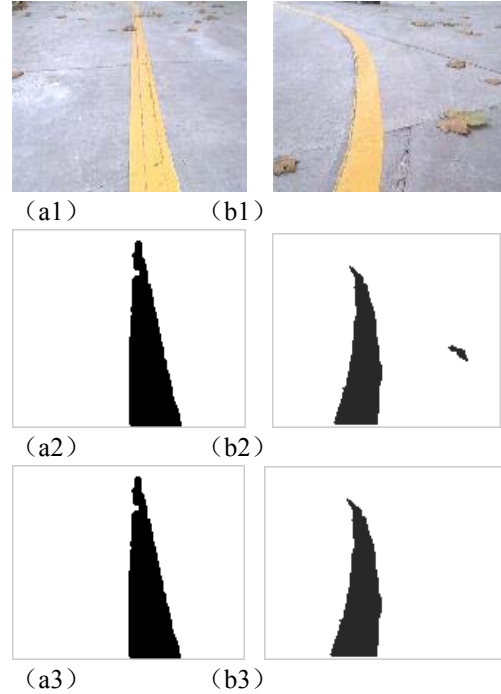 （a1） （b1）
（a2） （b2）
（a3） （b3）